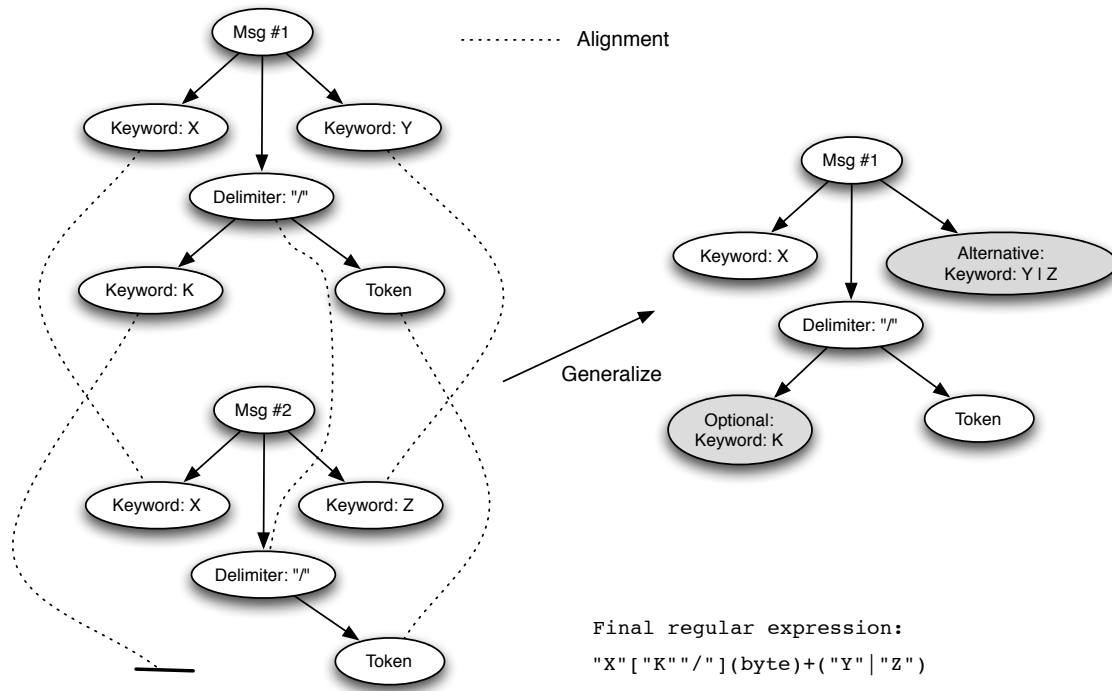 Msg #1
Alignment
Keyword: X
Keyword: Y
Delimiter: "/"
Keyword: K
Token
Msg #2
Keyword: X
Keyword: Z
Delimiter: "/"
Token
Generalize
Msg #1
Keyword: X
Alternative:
Keyword: Y | Z
Delimiter: "/"
Optional:
Keyword: K
Token
Final regular expression:
"X"["K""/"](byte)+("Y"|"Z")